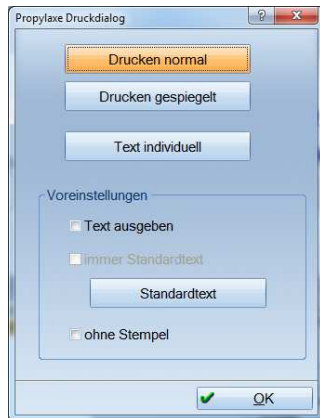 Propylaxe Druckdialog
Drucken normal
Drucken gespiegelt
Text individuell
Voreinstellungen
Text ausgeben
immer Standardtext
Standardtext
ohne Stempel
OK